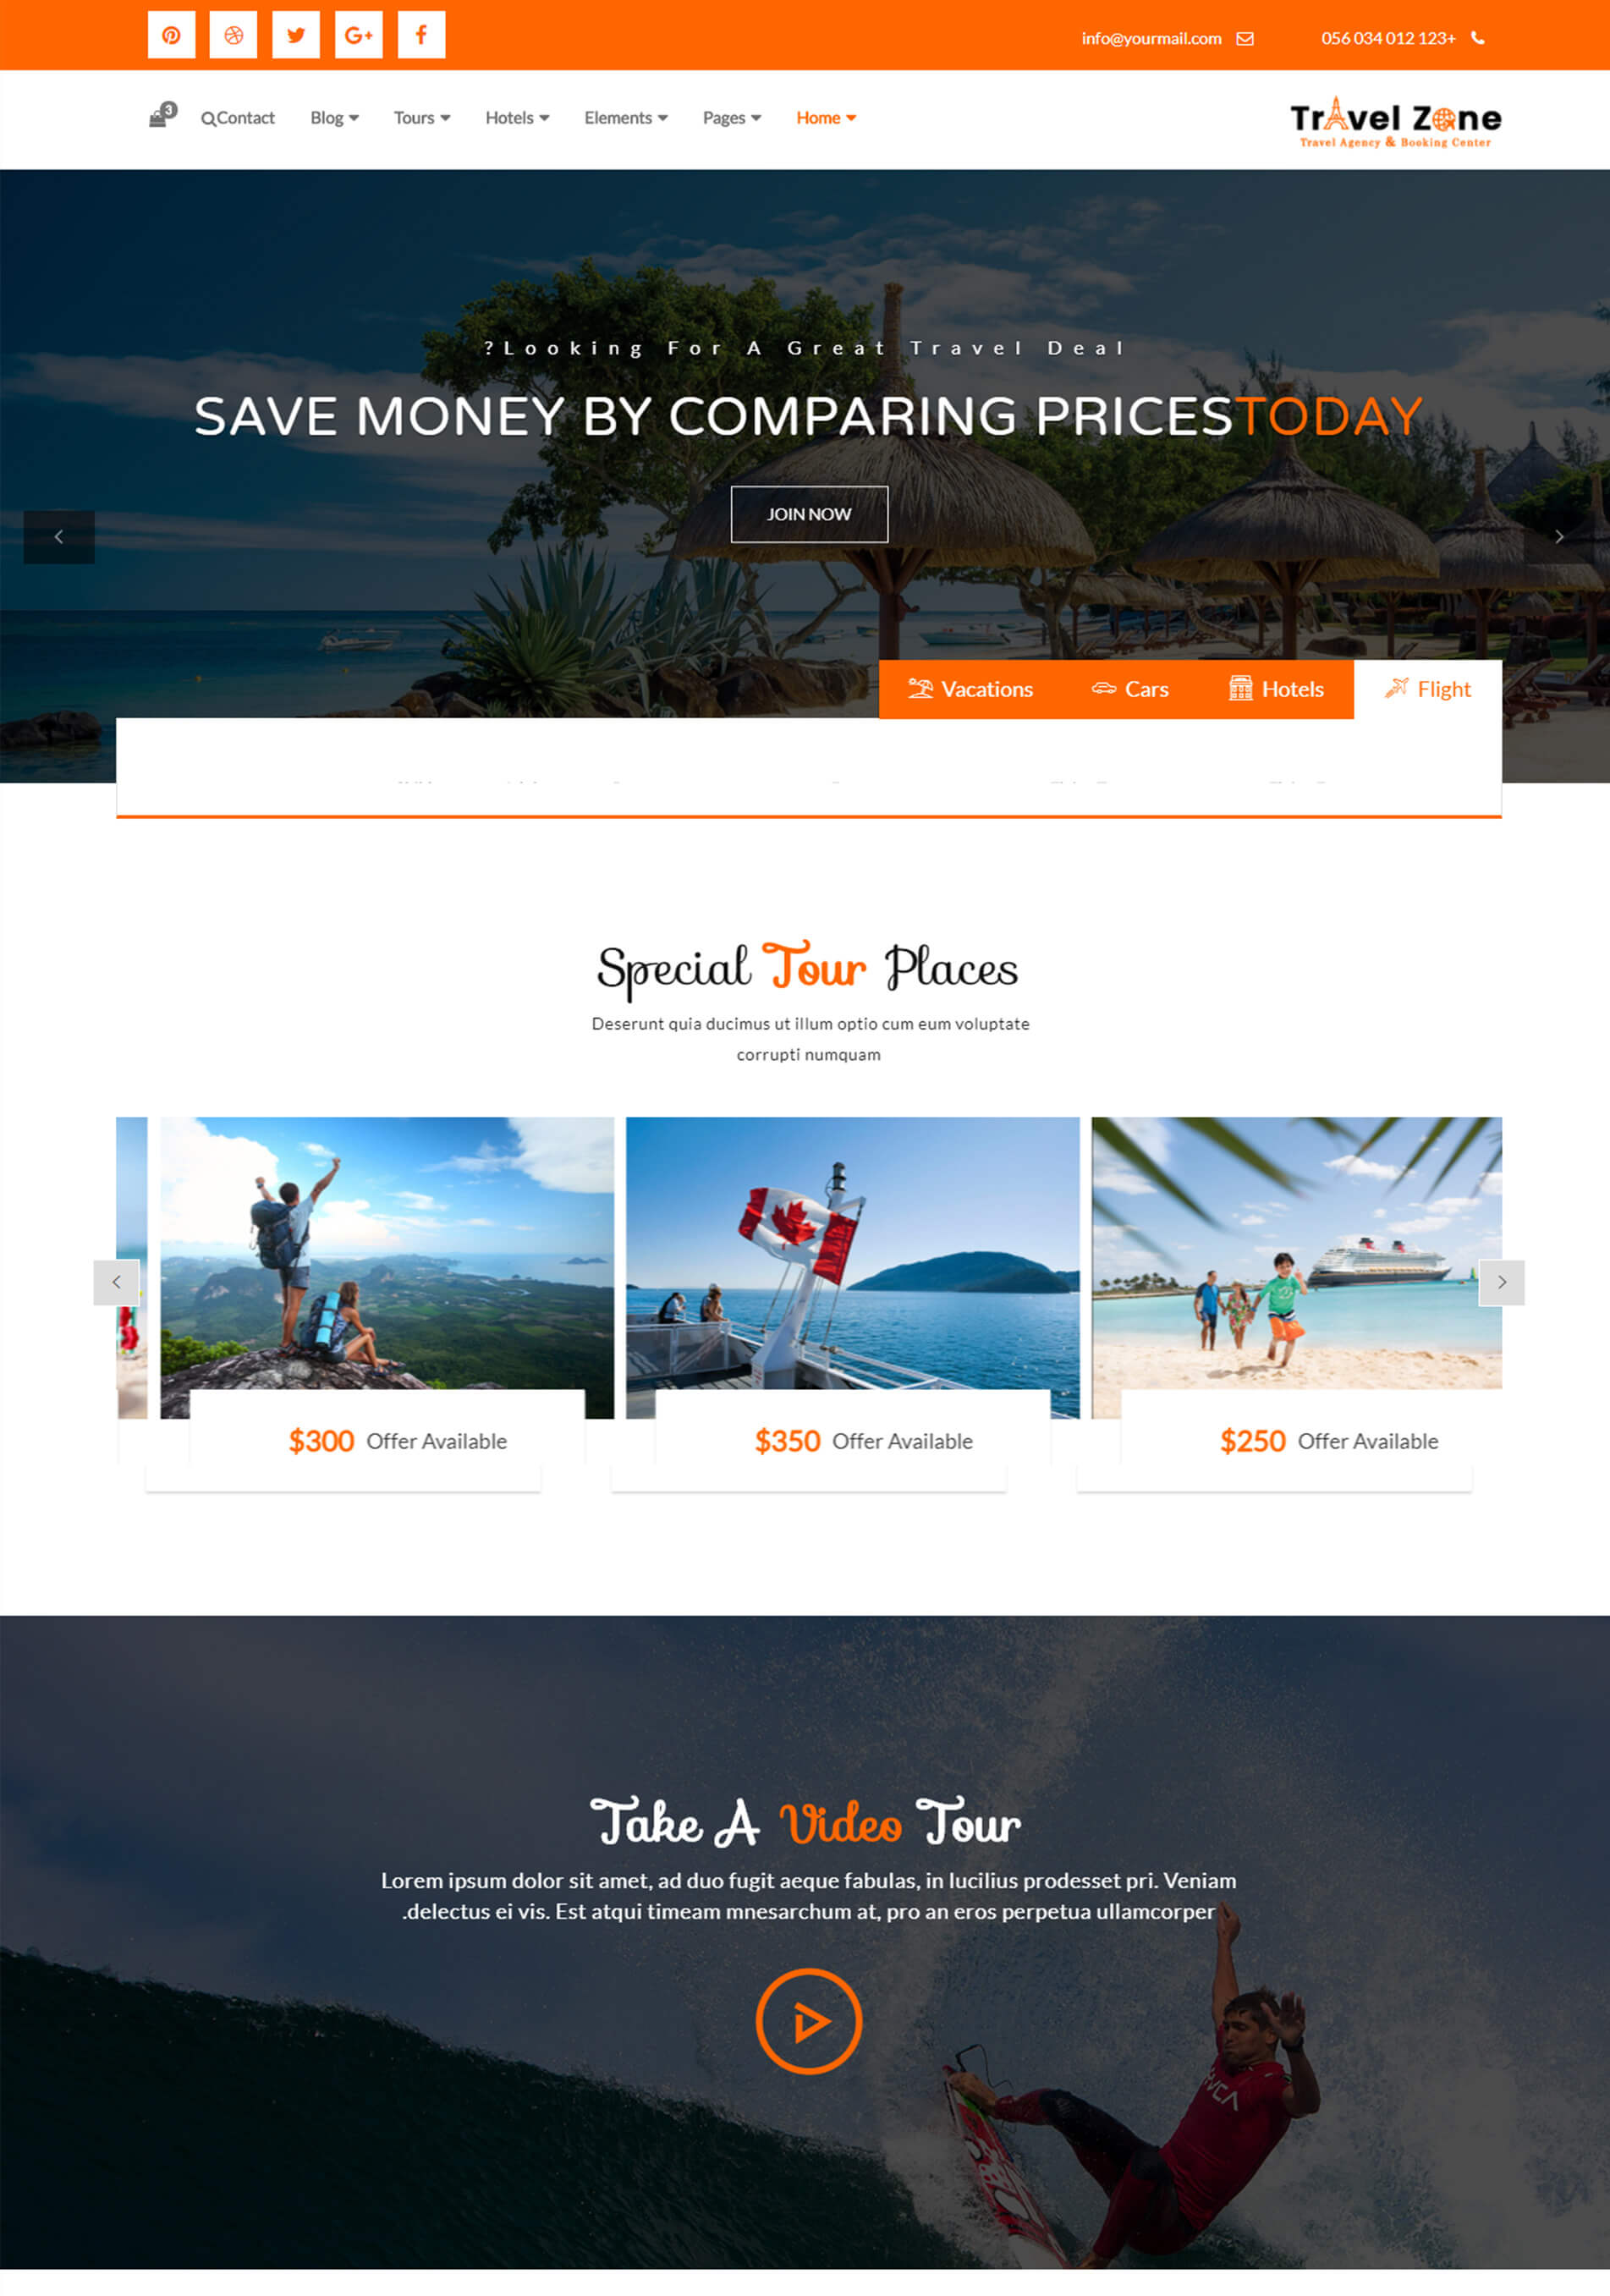 info@yourmail.com
056 034 012 123+
3
Contact Blog Tours Hotels Elements Pages Home
Travel Zone
Travel Agency & Booking Center
?Looking For A Great Travel Deal
SAVE MONEY BY COMPARING PRICESTODAY
JOIN NOW
Vacations Cars Hotels Flight
Special Tour Places
Deserunt quia ducimus ut illum optio cum eum voluptate
corrupti numquam
$300 Offer Available
$350 Offer Available
$250 Offer Available
Take A Video Tour
Lorem ipsum dolor sit amet, ad duo fugit aeque fabulas, in lucilius prodesset pri. Veniam
.delectus ei vis. Est atqui timeam mnesarchum at, pro an eros perpetua ullamcorper
RVCA